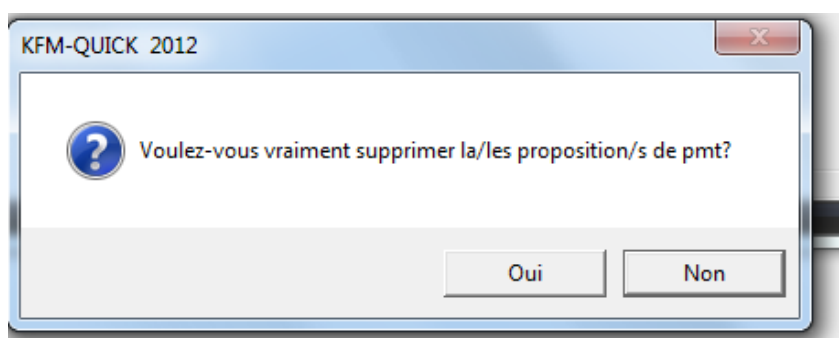 KFM-QUICK 2012
Voulez-vous vraiment supprimer la/les proposition/s de pmt?
Oui
Non